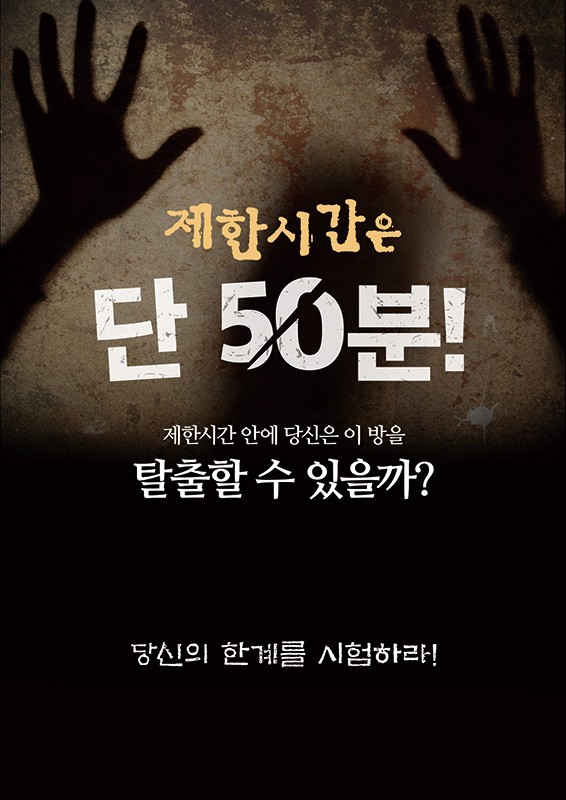 제한시간은
단 50분!
제한시간 안에 당신은 이 방을
탈출할 수 있을까?
당신의 한계를 시험하라!